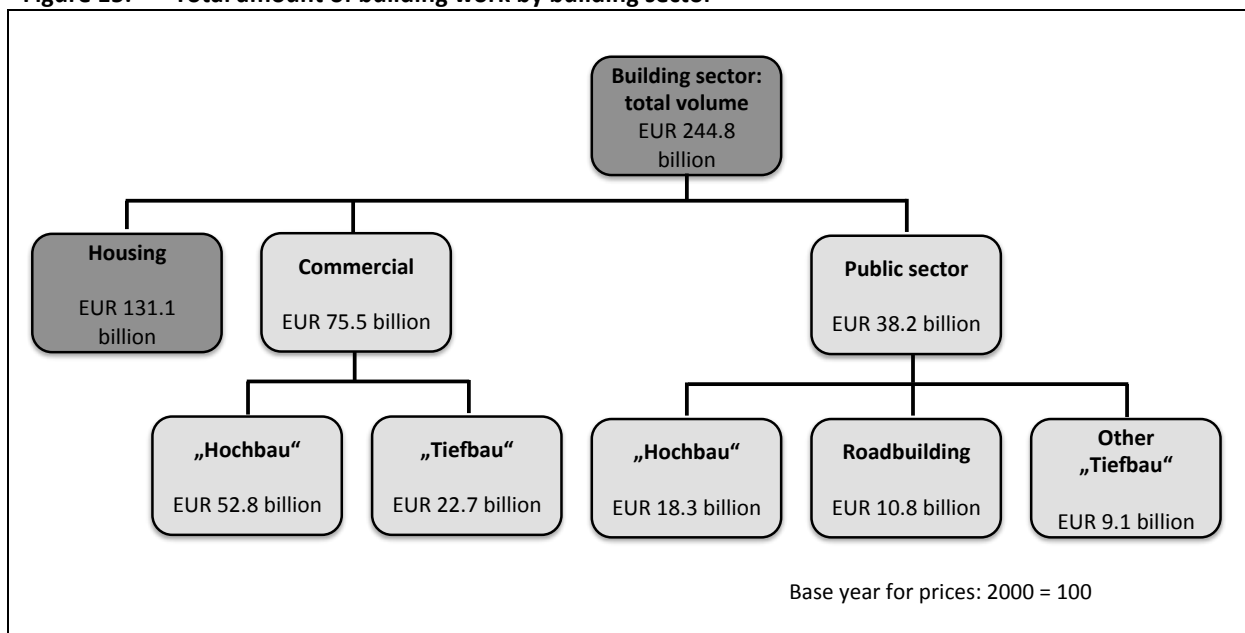 Figure Total amount of building work by building sector
Building sector:
total volume
EUR 244.8
billion
Housing
EUR 131.1
billion
Commercial
EUR 75.5 billion
Public sector
EUR 38.2 billion
„Hochbau“
EUR 52.8 billion
„Tiefbau“
EUR 22.7 billion
„Hochbau“
EUR 18.3 billion
Roadbuilding
EUR 10.8 billion
Other
„Tiefbau“
EUR 9.1 billion
Base year for prices: 2000 = 100